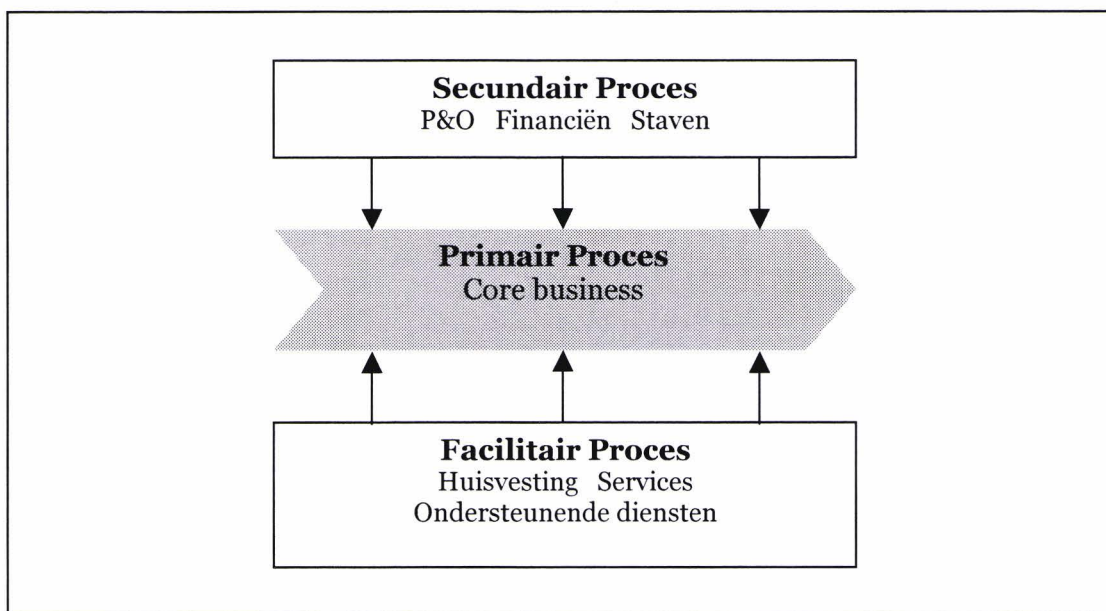 Secundair Proces
P&O Financiën Staven
Primair Proces
Core business
Facilitair Proces
Huisvesting Services
Ondersteunende diensten